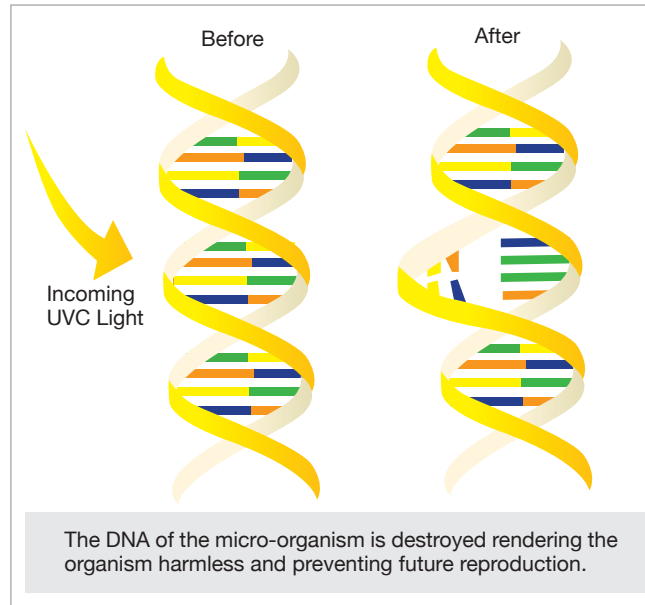 Before
After
Incoming
UVC Light
The DNA of the micro-organism is destroyed rendering the
organism harmless and preventing future reproduction.